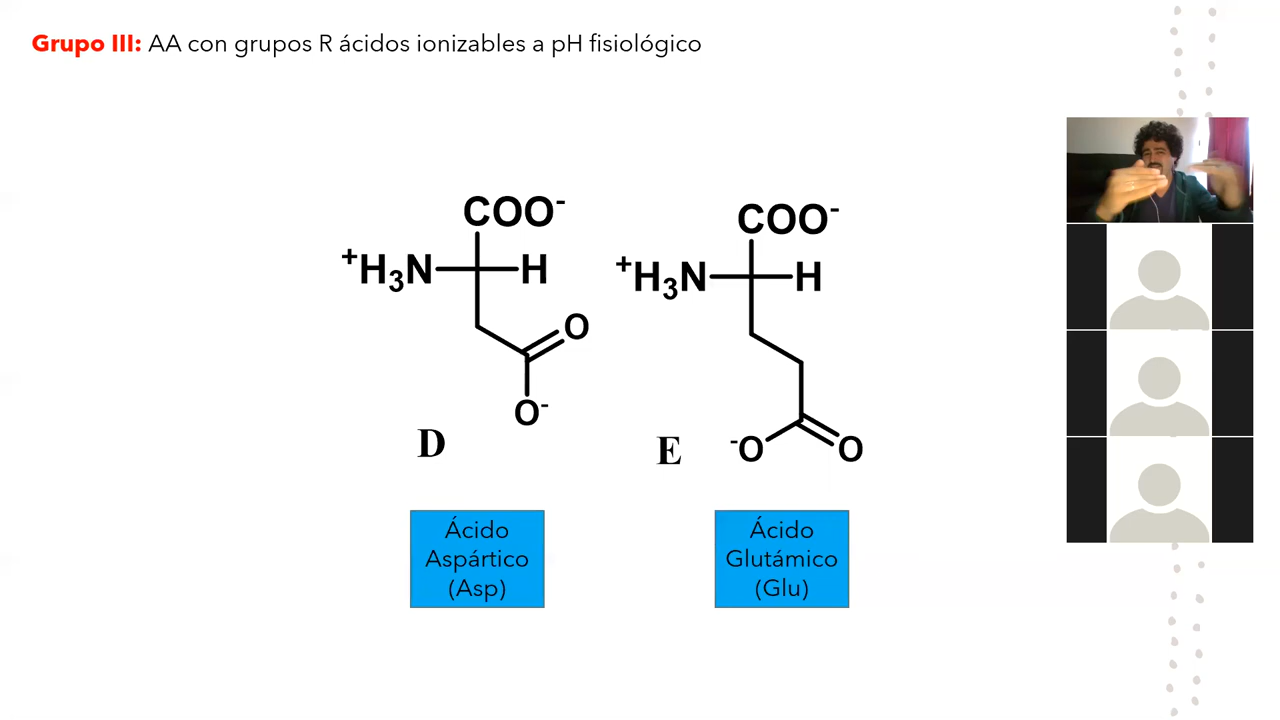 Grupo III: AA con grupos R ácidos ionizables a pH fisiológico
COO-
+H3N
H
O
O-
D
COO-
+H3N
H
-O
O
E
Ácido
Aspártico
(Asp)
Ácido
Glutámico
(Glu)